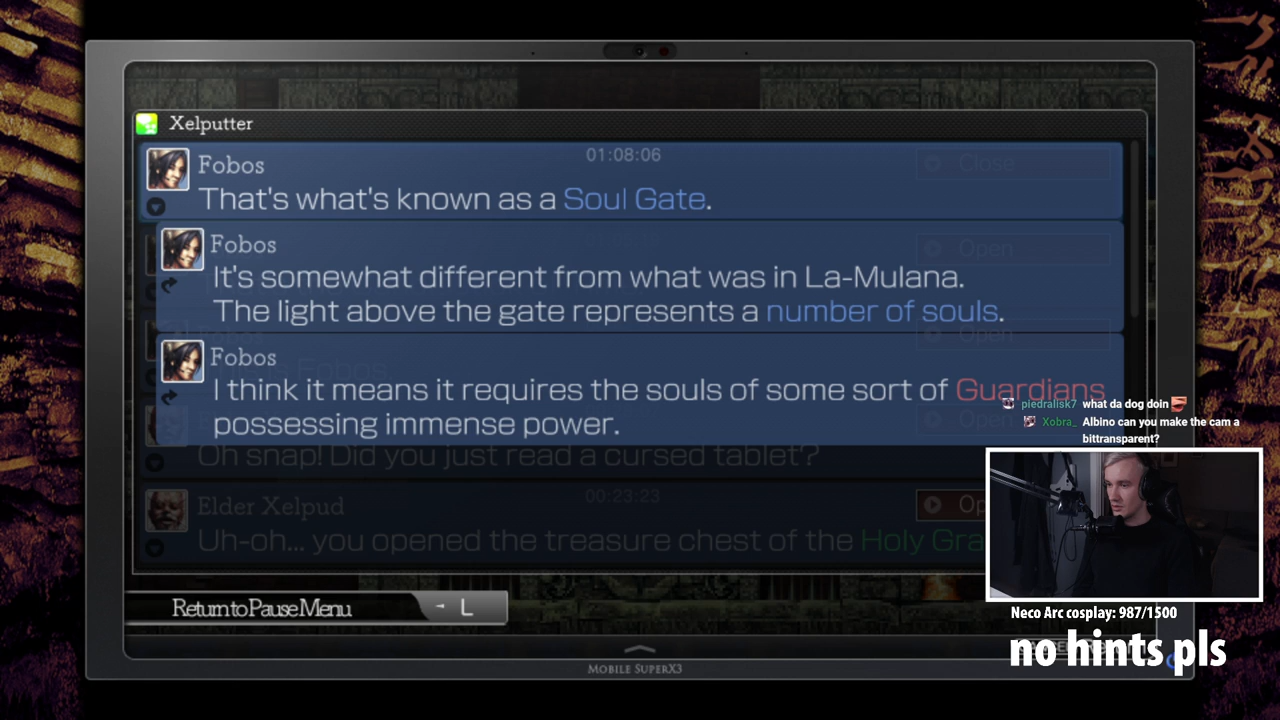 Xelputter
Fobos
01:08:06
Close
That's what's known as a Soul Gate.
Fobos
Open
It's somewhat different from what was in La-Mulana.
The light above the gate represents a number of souls.
Open
Fobos
I think it means it requires the souls of some sort of Guardians
possessing immense power.
piedralisk7 what da dog doin
Xobra_ Albino can you make the cam a
bittransparent?
Oh snap! Did you just read a cursed tablet?
Elder Xelpud
00:23:23
Uh-oh... you opened the treasure chest of the Holy Gra
Return to Pause Menu
L
Neco Arc cosplay: 987/1500
no hints pls
MOBILE SUPERX3